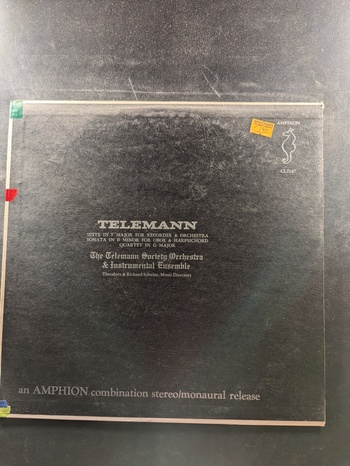 AMPHION
TELEMANN
SUITE IN F MAJOR FOR RECORDER & ORCHESTRA
SONATA IN B MINOR FOR OBOE & HARPSICHORD
QUARTET IN G MAJOR
The Telemann Society Orchestra
& Instrumental Ensemble
Theodora & Richard Schulze, Music Directors
an AMPHION combination stereo/monaural release